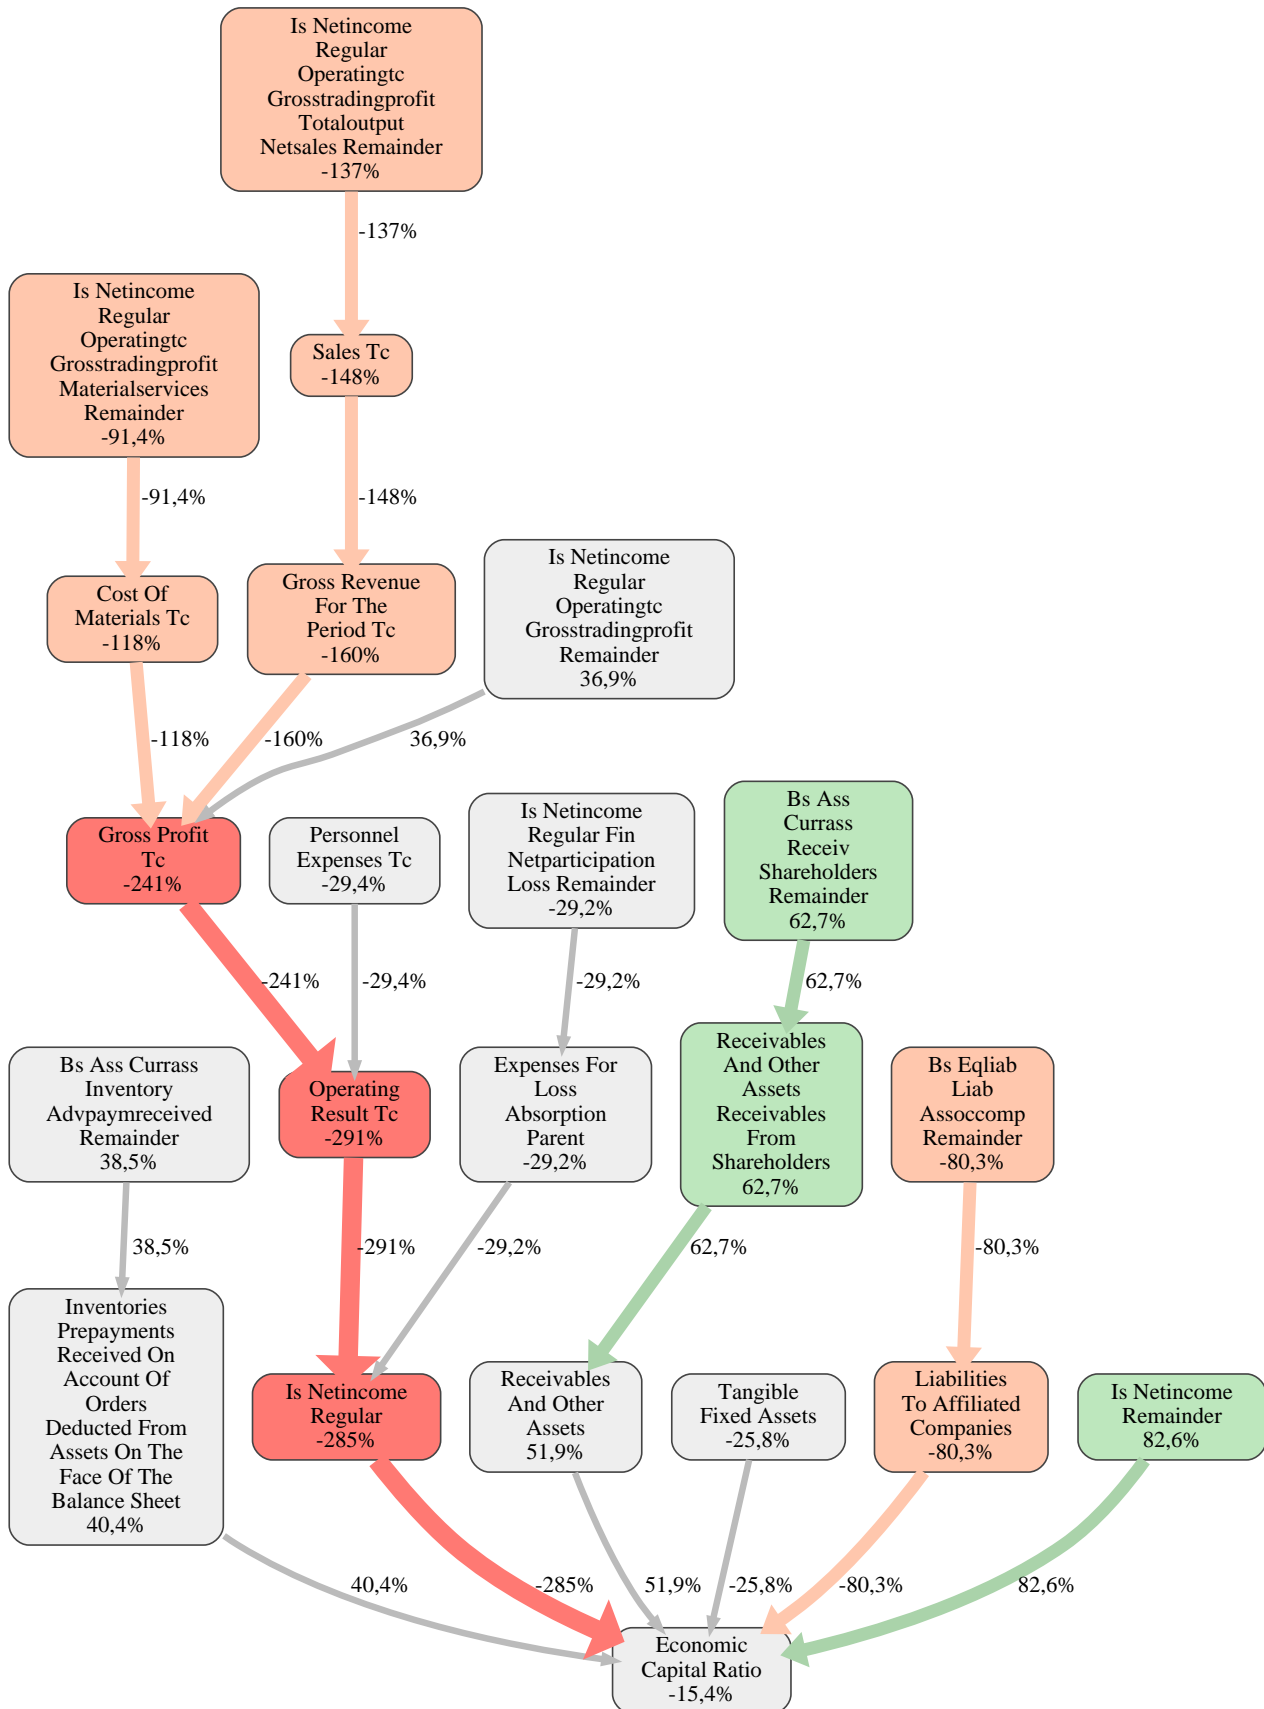 Is Netincome
Regular
Operatingtc
Grosstradingprofit
Totaloutput
Netsales Remainder
-137%
-137%
Is Netincome
Regular
Operatingtc
Grosstradingprofit
Materialservices
Remainder
-91,4%
Sales Tc
-148%
-91,4%
-148%
Is Netincome
Regular
Operatingtc
Grosstradingprofit
Remainder
36,9%
Cost Of
Materials Tc
-118%
Gross Revenue
For The
Period Tc
-160%
-118%
-160%
36,9%
Gross Profit
Tc
-241%
Personnel
Expenses Tc
-29,4%
Is Netincome
Regular Fin
Netparticipation
Loss Remainder
-29,2%
Bs Ass
Currass
Receiv
Shareholders
Remainder
62,7%
-241%
-29,4%
-29,2%
62,7%
Bs Ass Currass
Inventory
Advpaymreceived
Remainder
38,5%
Operating
Result Tc
-291%
Expenses For
Loss
Absorption
Parent
-29,2%
Receivables
And Other
Assets
Receivables
From
Shareholders
62,7%
Bs Eqliab
Liab
Assoccomp
Remainder
-80,3%
38,5%
-291%
-29,2%
62,7%
-80,3%
Inventories
Prepayments
Received On
Account Of
Orders
Deducted From
Assets On The
Face Of The
Balance Sheet
40,4%
Is Netincome
Regular
-285%
Receivables
And Other
Assets
51,9%
Tangible
Fixed Assets
-25,8%
Liabilities
To Affiliated
Companies
-80,3%
Is Netincome
Remainder
82,6%
40,4%
-285%
51,9%
-25,8%
-80,3%
82,6%
Economic
Capital Ratio
-15,4%